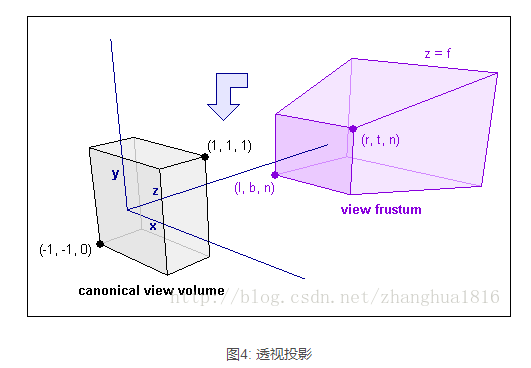 z = f
(1, 1, 1)
(r, t, n)
y
z
(l, b, n)
view frustum
x
(-1, -1, 0)
canonical view volume
http://blog.csdn.net/zhanghua1816
图4: 透视投影